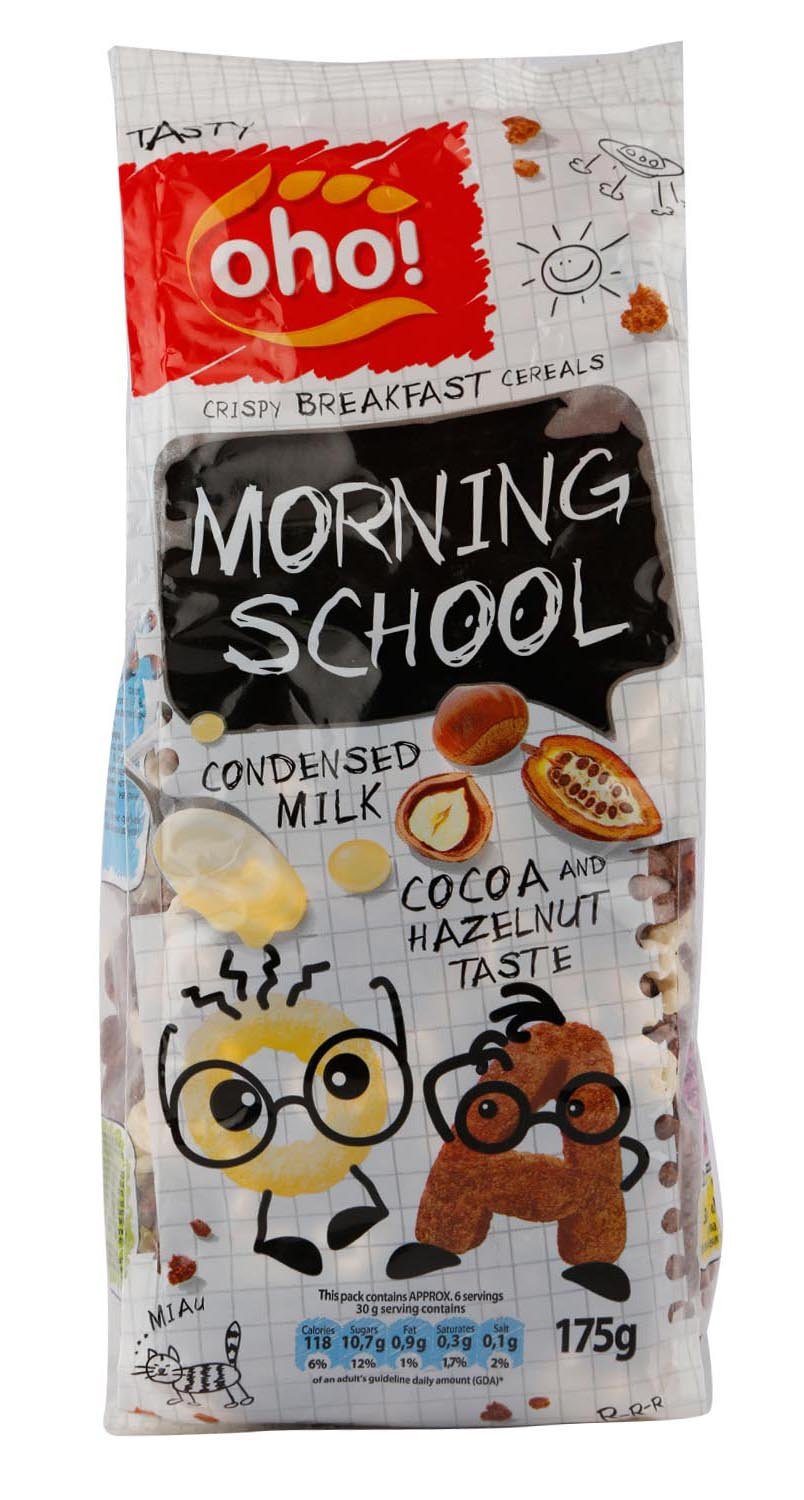 TASTY
oho!
CRISPY BREAKFAST CEREALS
MORNING
SCHOOL
CONDENSED
MILK
COCOA AND
HAZELNUT
TASTE
This pack contains APPROX. 6 servings
30 g serving contains
Calories Sugars Fat Saturates Salt
118 10,7g 0,9g 0,3g 0,1g
6% 12% 1% 1,7% 2%
of an adult's guideline daily amount (GDA)*
175g
MIAU
R-R-R